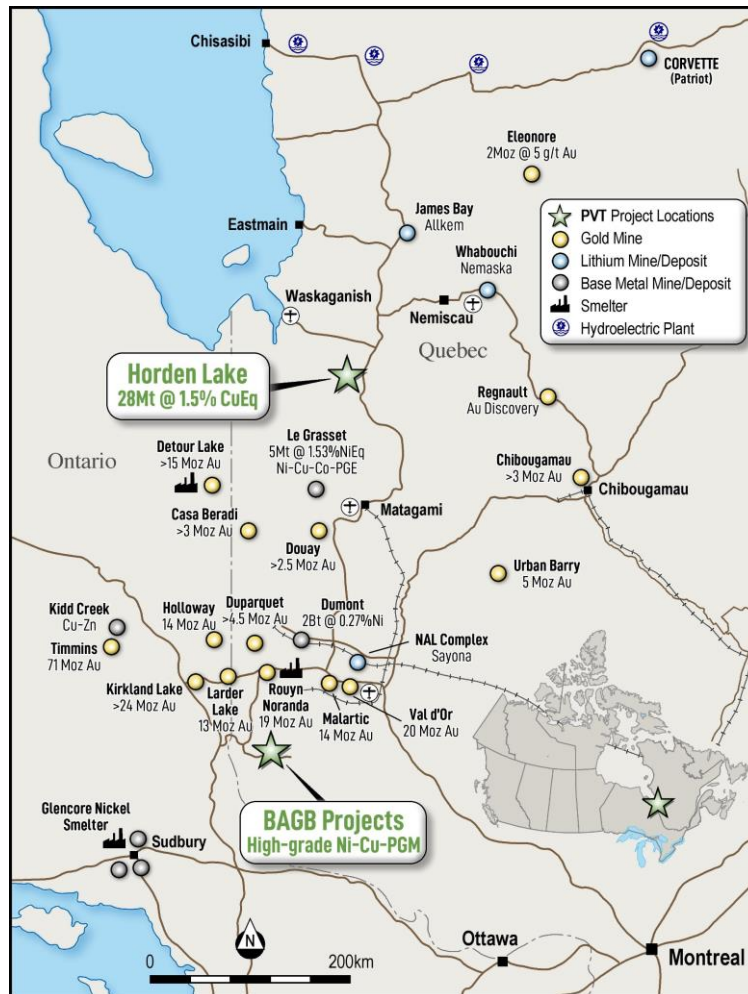 Chisasibi
CORVETTE
(Patriot)
Eleonore
2Moz @ 5 g/t Au
James Bay
Allkem
Eastmain
PVT Project Locations
Gold Mine
Lithium Mine/Deposit
Base Metal Mine/Deposit
Smelter
Hydroelectric Plant
Whabouchi
Nemaska
Waskaganish
Nemiscau
Quebec
Horden Lake
28Mt @ 1.5% CuEq
Regnault
Au Discovery
Ontario
Detour Lake
>15 Moz Au
Le Grasset
5Mt @ 1.53%NiEq
Ni-Cu-Co-PGE
Chibougamau
>3 Moz Au
Chibougamau
Matagami
Casa Beradi
>3 Moz Au
Douay
>2.5 Moz Au
Urban Barry
5 Moz Au
Kidd Creek
Cu-Zn
Timmins
71 Moz Au
Holloway
14 Moz Au
Duparquet
>4.5 Moz Au
Dumont
2Bt @ 0.27%Ni
NAL Complex
Sayona
Kirkland Lake
>24 Moz Au
Larder
Lake
13 Moz Au
Rouyn
Noranda
19 Moz Au
Malartic
14 Moz Au
Val d'Or
20 Moz Au
BAGB Projects
High-grade Ni-Cu-PGM
Glencore Nickel
Smelter
Sudbury
N
0 200km
Ottawa
Montreal